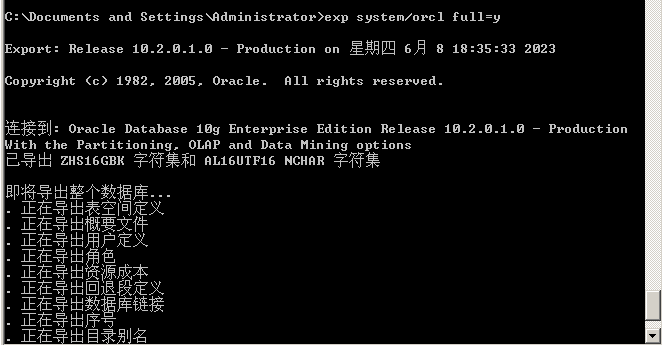 C:\Documents and Settings\Administrator>exp system/orcl full=y
Export: Release 10.2.0.1.0 - Production on 星期四 6月 8 18:35:33 2023
Copyright (c) 1982, 2005, Oracle.  All rights reserved.
连接到: Oracle Database 10g Enterprise Edition Release 10.2.0.1.0 - Production
With the Partitioning, OLAP and Data Mining options
已导出 ZHS16GBK 字符集和 AL16UTF16 NCHAR 字符集
即将导出整个数据库...
. 正在导出表空间定义
. 正在导出概要文件
. 正在导出用户定义
. 正在导出角色
. 正在导出资源成本
. 正在导出回退段定义
. 正在导出数据库链接
. 正在导出序号
. 正在导出目录别名